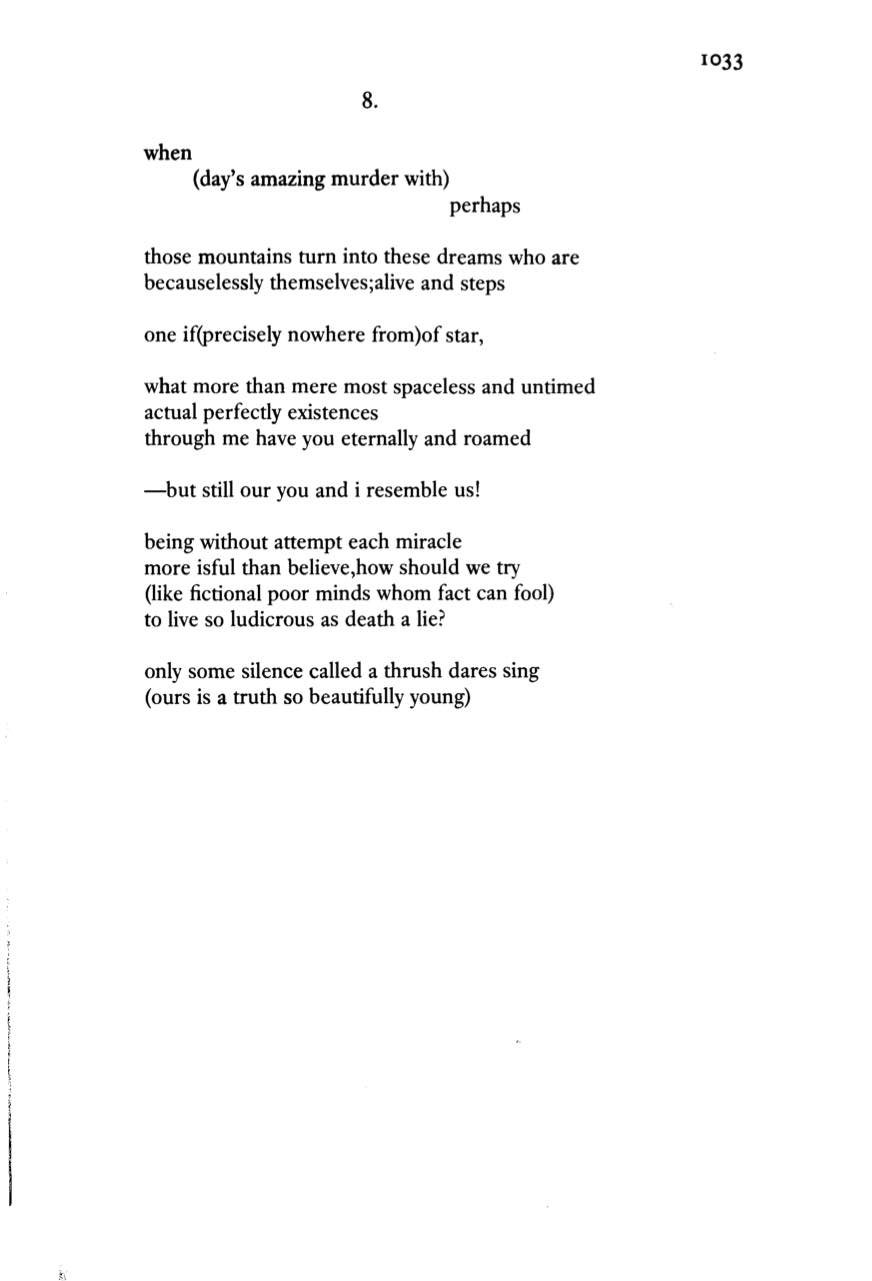 1033
8.
when
(day's amazing murder with)
perhaps
those mountains turn into these dreams who are
becauselessly themselves;alive and steps
one if(precisely nowhere from)of star,
what more than mere most spaceless and untimed
actual perfectly existences
through me have you eternally and roamed
—but still our you and i resemble us!
being without attempt each miracle
more isful than believe,how should we try
(like fictional poor minds whom fact can fool)
to live so ludicrous as death a lie?
only some silence called a thrush dares sing
(ours is a truth so beautifully young)